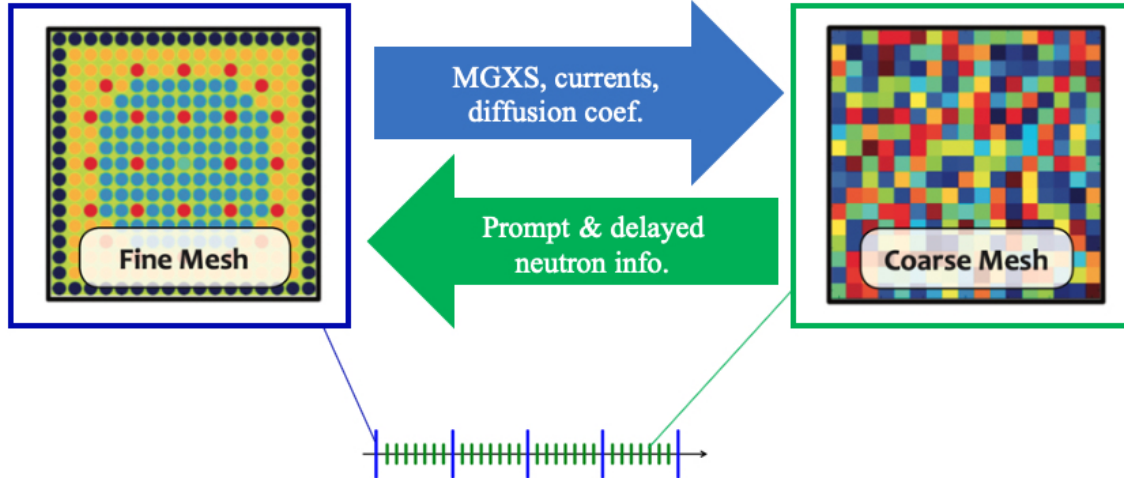 MGXS, currents,
diffusion coef.
Prompt & delayed
neutron info.
Fine Mesh
Coarse Mesh